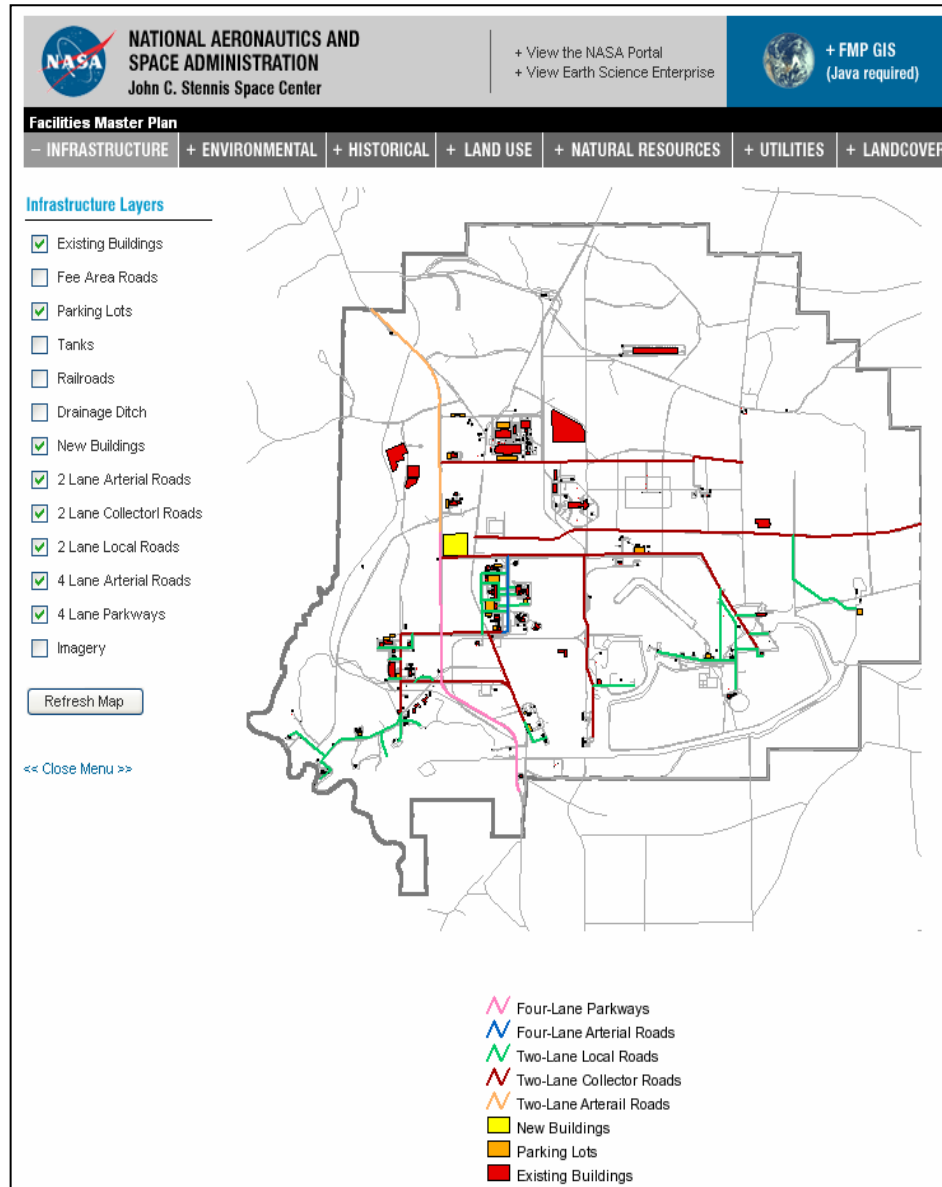 NASA
NATIONAL AERONAUTICS AND
SPACE ADMINISTRATION
John C. Stennis Space Center
+ View the NASA Portal
+ View Earth Science Enterprise
+ FMP GIS
(Java required)
Facilities Master Plan
− INFRASTRUCTURE + ENVIRONMENTAL + HISTORICAL + LAND USE + NATURAL RESOURCES + UTILITIES + LANDCOVER
Infrastructure Layers
Existing Buildings
Fee Area Roads
Parking Lots
Tanks
Railroads
Drainage Ditch
New Buildings
2 Lane Arterial Roads
2 Lane Collectorl Roads
2 Lane Local Roads
4 Lane Arterial Roads
4 Lane Parkways
Imagery
Refresh Map
<< Close Menu >>
Four-Lane Parkways
Four-Lane Arterial Roads
Two-Lane Local Roads
Two-Lane Collector Roads
Two-Lane Arterail Roads
New Buildings
Parking Lots
Existing Buildings